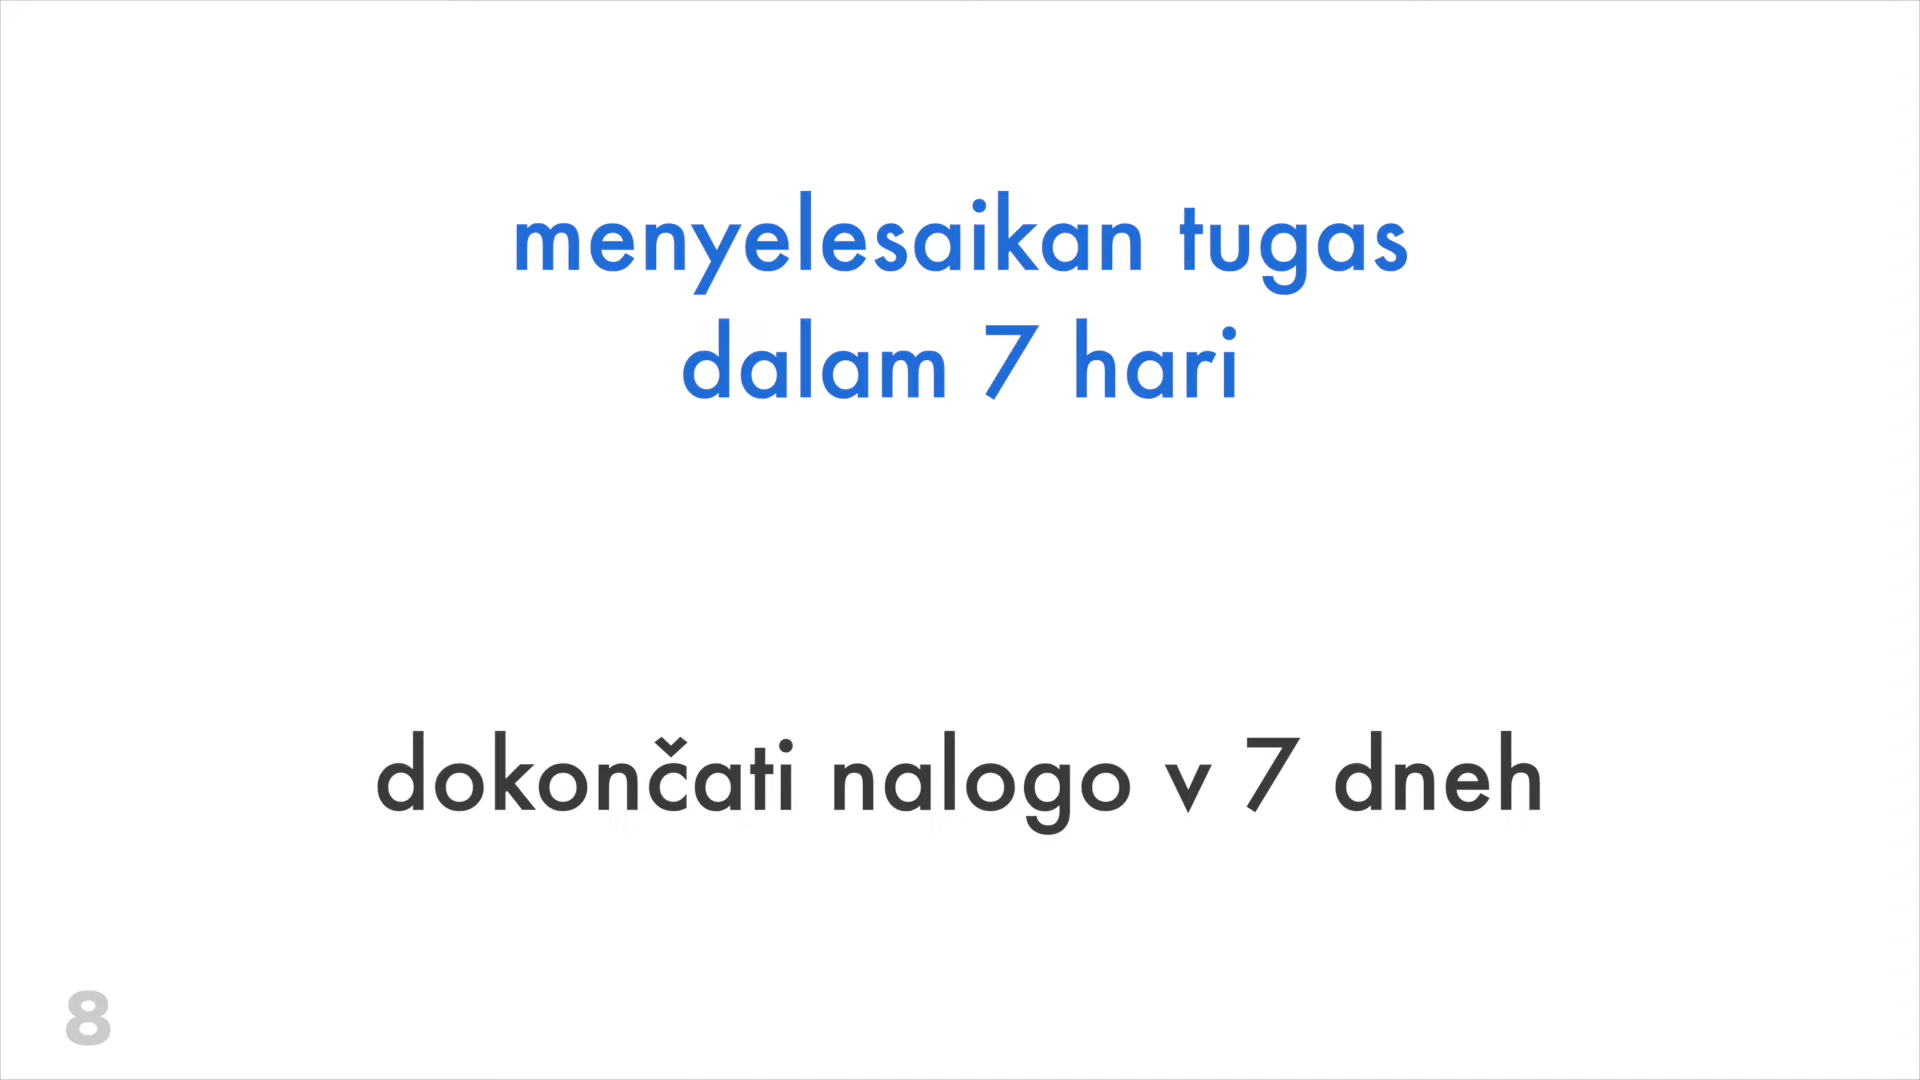 menyelesaikan tugas
dalam 7 hari
dokončati nalogo v 7 dneh
8